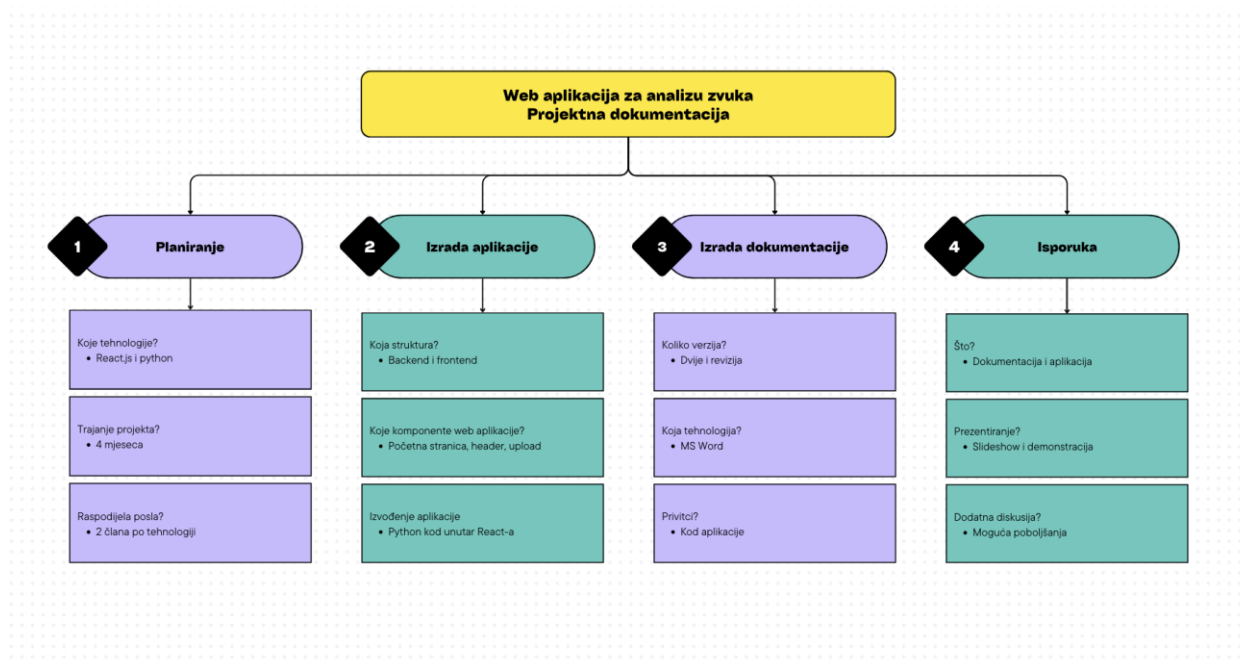 Web aplikacija za analizu zvuka
Projektna dokumentacija
1
Planiranje
Koje tehnologije?
• React.js i python
Trajanje projekta?
• 4 mjeseca
Raspodijela posla?
• 2 člana po tehnologiji
2
Izrada aplikacije
Koja struktura?
• Backend i frontend
Koje komponente web aplikacije?
• Početna stranica, header, upload
Izvođenje aplikacije
• Python kod unutar React-a
3
Izrada dokumentacije
Koliko verzija?
• Dvije i revizija
Koja tehnologija?
• MS Word
Privitci?
• Kod aplikacije
4
Isporuka
Što?
• Dokumentacija i aplikacija
Prezentiranje?
• Slideshow i demonstracija
Dodatna diskusija?
• Moguća poboljšanja